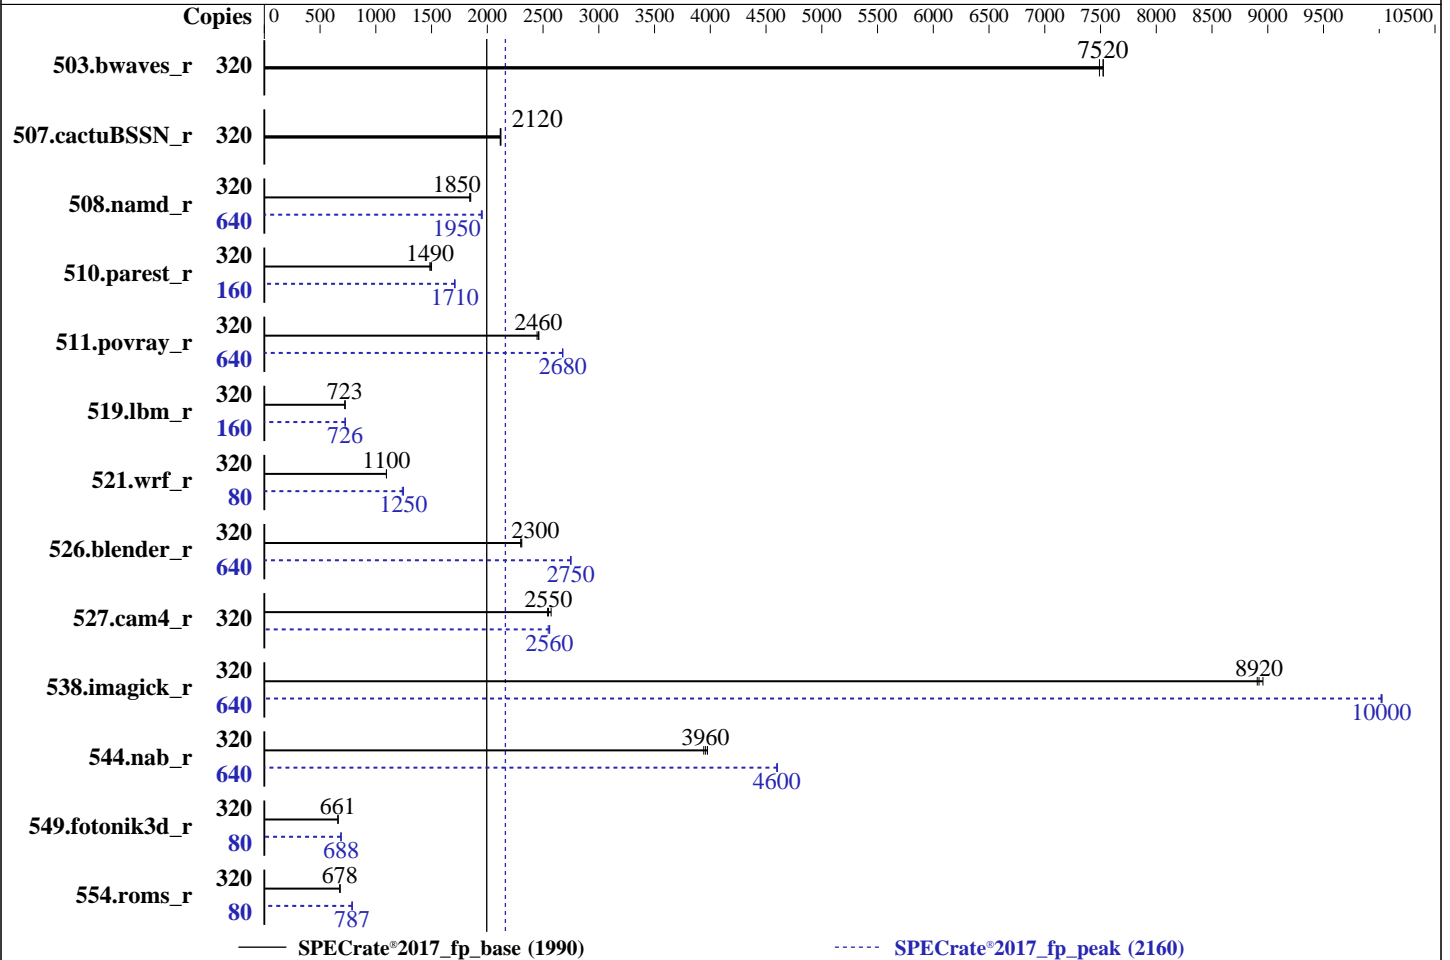 Copies 0 500 1000 1500 2000 2500 3000 3500 4000 4500 5000 5500 6000 6500 7000 7500 8000 8500 9000 9500 10500
7520
503.bwaves_r 320
2120
507.cactuBSSN_r 320
320 1850
508.namd_r
640 1950
320 1490
510.parest_r
160 1710
320 2460
511.povray_r
640 2680
320 723
519.lbm_r
160 726
320 1100
521.wrf_r
80 1250
320 2300
526.blender_r
640 2750
2550
527.cam4_r 320
2560
320 8920
538.imagick_r
640 10000
320 3960
544.nab_r
640 4600
320 661
549.fotonik3d_r
80 688
320 678
554.roms_r
80 787
SPECrate®2017_fp_base (1990) SPECrate®2017_fp_peak (2160)